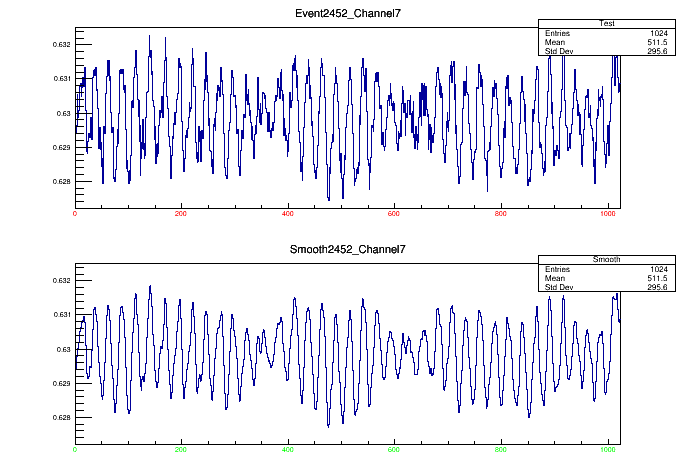 Event2452_Channel7
Test
Entries 1024
Mean 511.5
Std Dev 295.6
0.632
0.631
0.63
0.629
0.628
0 200 400 600 800 1000
Smooth2452_Channel7
Smooth
Entries 1024
Mean 511.5
Std Dev 295.6
0.632
0.631
0.63
0.629
0.628
0 200 400 600 800 1000